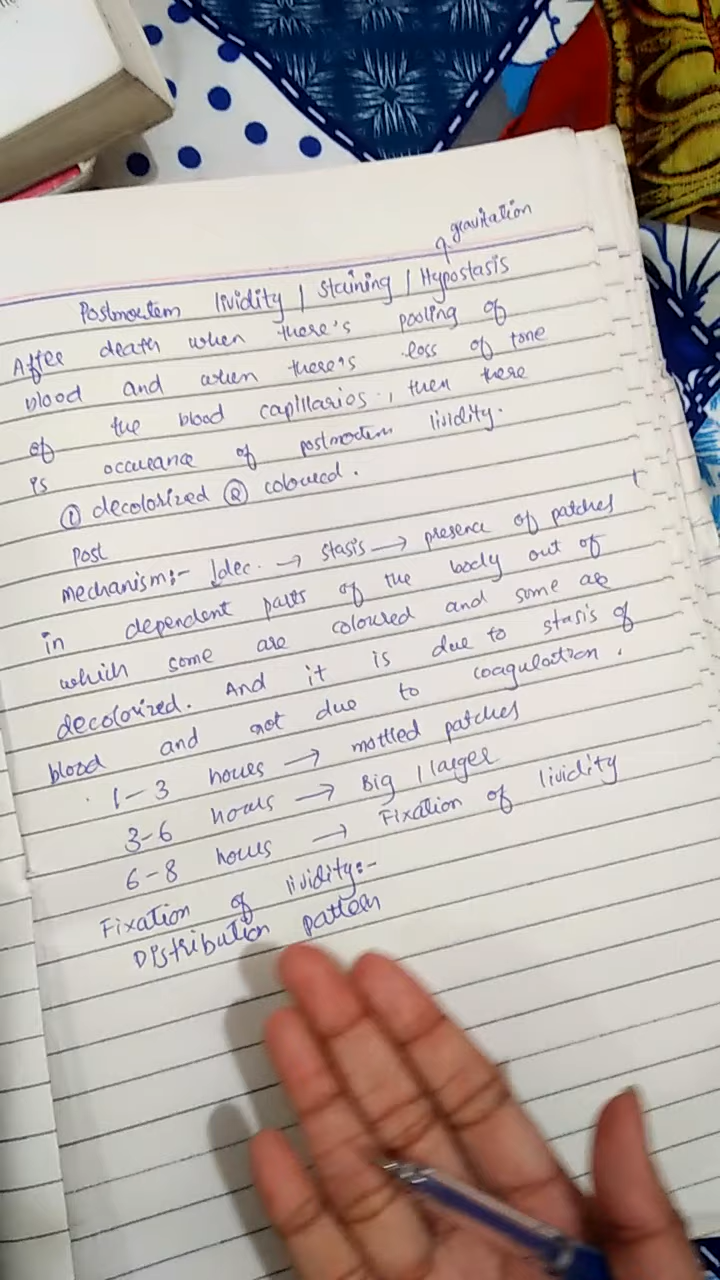 gravitation
Postmortem lividity / Staining / Hypostasis
After death when there's pooling of
blood and when there's loss of tone
of the blood capillarios, then there
is occurance of postmortem lividity.
① decolorized ② coloured.
Post
mechanism:- ↓dec. → stasis → presence of patches
in dependent parts of the body out of
which some are coloured and some are
decolorized. And it is due to stasis of
blood and not due to coagulation.
1-3 hours → mottled patches
3-6 hours → Big / larger
6-8 hours → Fixation of lividity
Fixation of lividity:-
Distribution pattern